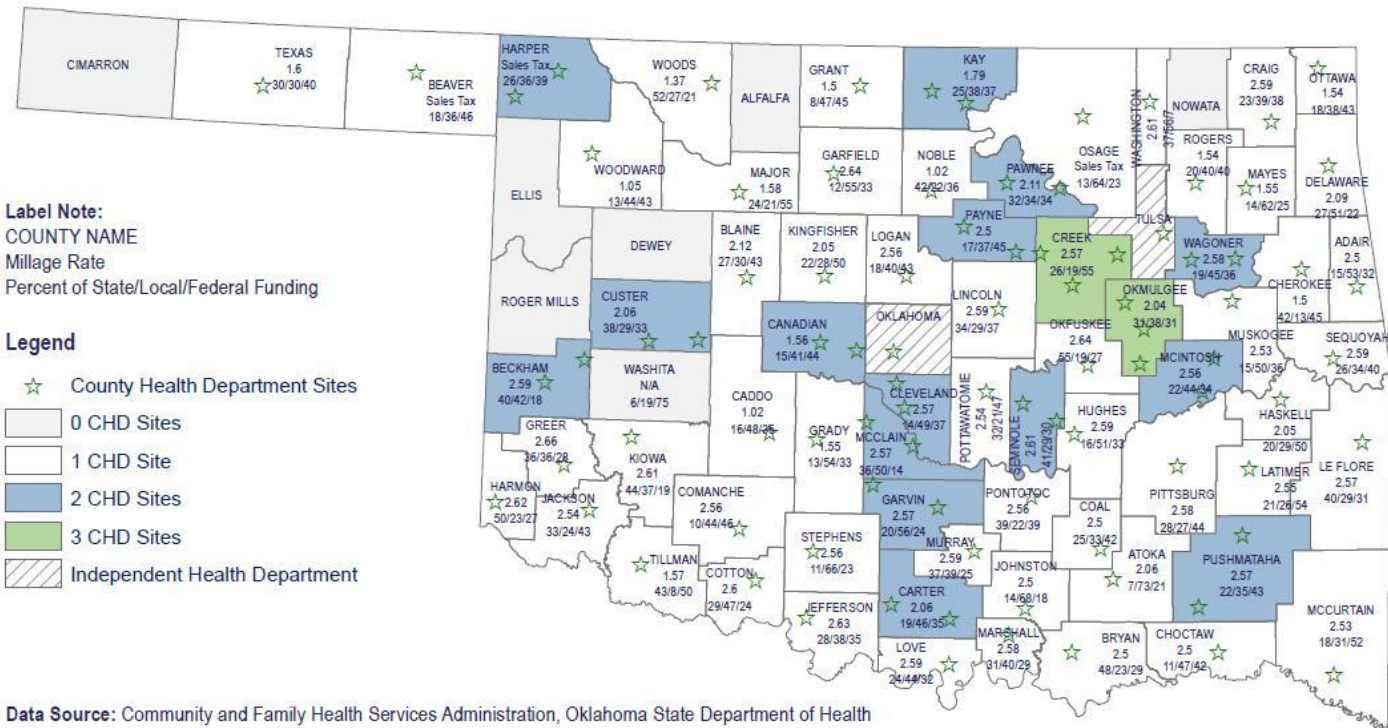 CIMARRON
TEXAS
1.6
30/30/40
BEAVER
Sales Tax
18/36/46
HARPER
Sales Tax
26/36/39
WOODS
1.37
52/27/21
ALFALFA
GRANT
1.5
8/47/45
KAY
1.79
25/38/37
OSAGE
Sales Tax
13/64/23
WASHINGTON
2.61
37/56/7
NOWATA
CRAIG
2.59
23/39/38
OTTAWA
1.54
18/38/43
ELLIS
WOODWARD
1.05
13/44/43
MAJOR
1.58
24/21/55
GARFIELD
2.64
12/55/33
NOBLE
1.02
42/22/36
PAWNEE
2.11
32/34/34
ROGERS
1.54
20/40/40
MAYES
1.55
14/62/25
DELAWARE
2.09
27/51/22
Label Note:
COUNTY NAME
Millage Rate
Percent of State/Local/Federal Funding
DEWEY
BLAINE
2.12
27/30/43
KINGFISHER
2.05
22/28/50
LOGAN
2.56
18/40/43
PAYNE
2.5
17/37/45
CREEK
2.57
26/19/55
TULSA
WAGONER
2.58
19/45/36
CHEROKEE
1.5
42/13/45
ADAIR
2.5
15/53/32
ROGER MILLS
CUSTER
2.06
38/29/33
CANADIAN
1.56
15/41/44
OKLAHOMA
LINCOLN
2.59
34/29/37
OKFUSKEE
2.64
55/19/27
OKMULGEE
2.04
31/38/31
MUSKOGEE
2.53
15/50/36
SEQUOYAH
2.59
26/34/40
Legend
County Health Department Sites
0 CHD Sites
1 CHD Site
2 CHD Sites
3 CHD Sites
Independent Health Department
BECKHAM
2.59
40/42/18
WASHITA
N/A
6/19/75
CADDO
1.02
16/48/35
GRADY
1.55
13/54/33
CLEVELAND
2.57
14/49/37
MCCLAIN
2.57
36/50/14
POTTAWATOMIE
2.54
32/21/47
SEMINOLE
2.61
41/29/30
HUGHES
2.59
16/51/33
MCINTOSH
2.56
22/44/34
HASKELL
2.05
20/29/50
GREER
2.66
36/36/28
KIOWA
2.61
44/37/19
HARMON
2.62
50/23/27
JACKSON
2.54
33/24/43
COMANCHE
2.56
10/44/46
GARVIN
2.57
20/56/24
PONTOTOC
2.56
39/22/39
COAL
2.5
25/33/42
PITTSBURG
2.58
28/27/44
LATIMER
2.55
21/26/54
LE FLORE
2.57
40/29/31
TILLMAN
1.57
43/8/50
COTTON
2.6
29/47/24
STEPHENS
2.56
11/66/23
MURRAY
2.59
37/39/25
JOHNSTON
2.5
14/68/18
ATOKA
2.06
7/73/21
PUSHMATAHA
2.57
22/35/43
JEFFERSON
2.63
28/38/35
CARTER
2.06
19/46/35
LOVE
2.59
24/44/32
MARSHALL
2.58
31/40/29
BRYAN
2.5
48/23/29
CHOCTAW
2.5
11/47/42
MCCURTAIN
2.53
18/31/52
Data Source: Community and Family Health Services Administration, Oklahoma State Department of Health